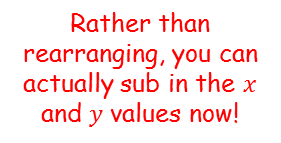 Rather than
rearranging, you can
actually sub in the 𝑥
and 𝑦 values now!